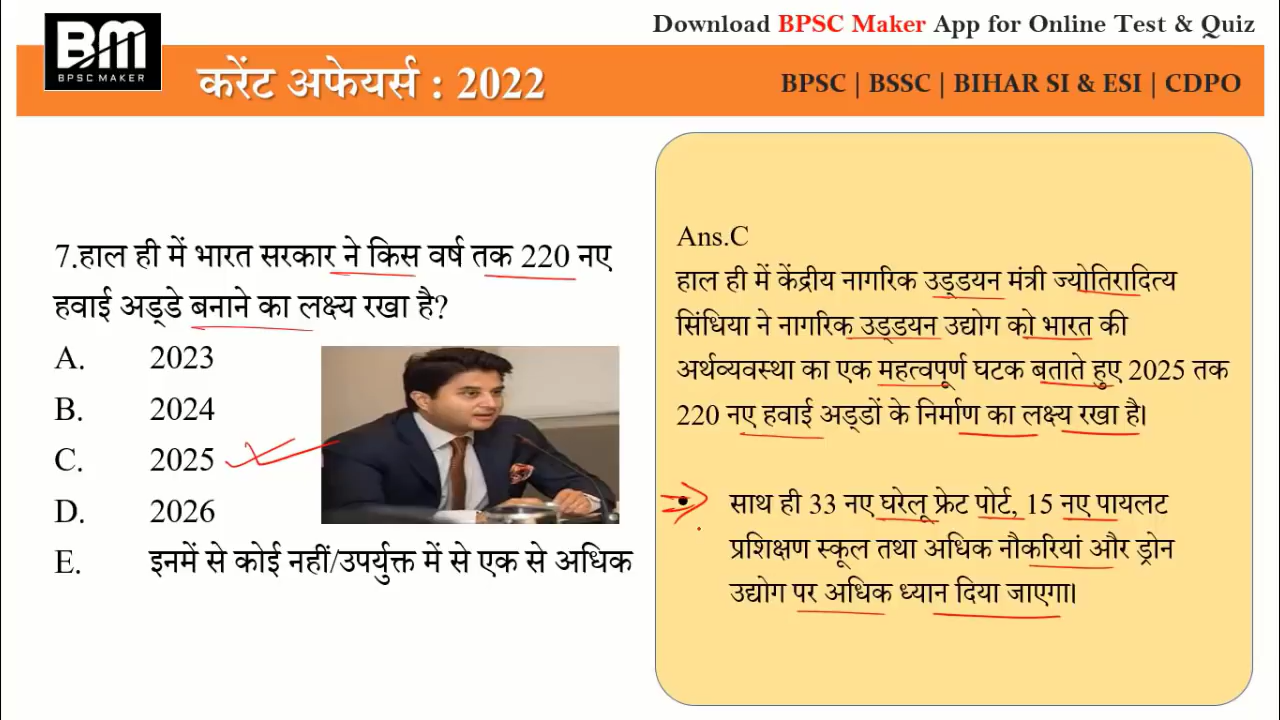 Download BPSC Maker App for Online Test & Quiz
BM
BPSC MAKER
करेंट अफेयर्स : 2022
BPSC | BSSC | BIHAR SI & ESI | CDPO
7.हाल ही में भारत सरकार ने किस वर्ष तक 220 नए
हवाई अड्डे बनाने का लक्ष्य रखा है?
A. 2023
B. 2024
C. 2025
D. 2026
E. इनमें से कोई नहीं/उपर्युक्त में से एक से अधिक
Ans.C
हाल ही में केंद्रीय नागरिक उड्डयन मंत्री ज्योतिरादित्य
सिंधिया ने नागरिक उड्डयन उद्योग को भारत की
अर्थव्यवस्था का एक महत्वपूर्ण घटक बताते हुए 2025 तक
220 नए हवाई अड्डों के निर्माण का लक्ष्य रखा है।
साथ ही 33 नए घरेलू फ्रेट पोर्ट, 15 नए पायलट
प्रशिक्षण स्कूल तथा अधिक नौकरियां और ड्रोन
उद्योग पर अधिक ध्यान दिया जाएगा।